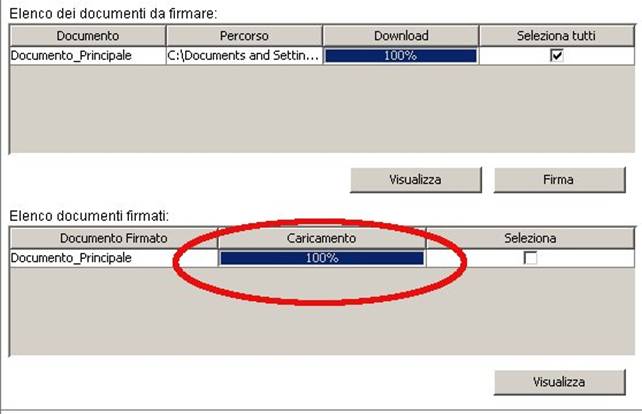 Elenco dei documenti da firmare:
Documento Percorso Download Seleziona tutti
Documento_Principale C:\Documents and Settin... 100%
Visualizza Firma
Elenco documenti firmati:
Documento Firmato Caricamento Seleziona
Documento_Principale 100%
Visualizza